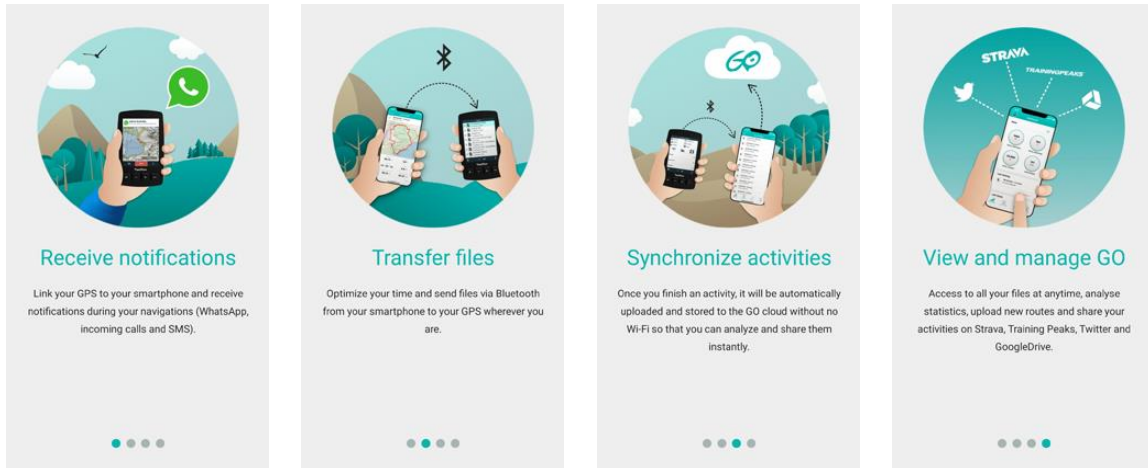 GO
STRAVA
TRAININGPEAKS
Receive notifications
Link your GPS to your smartphone and receive
notifications during your navigations (WhatsApp,
incoming calls and SMS).
Transfer files
Optimize your time and send files via Bluetooth
from your smartphone to your GPS wherever you
are.
Synchronize activities
Once you finish an activity, it will be automatically
uploaded and stored to the GO cloud without no
Wi-Fi so that you can analyze and share them
instantly.
View and manage GO
Access to all your files at anytime, analyse
statistics, upload new routes and share your
activities on Strava, Training Peaks, Twitter and
GoogleDrive.